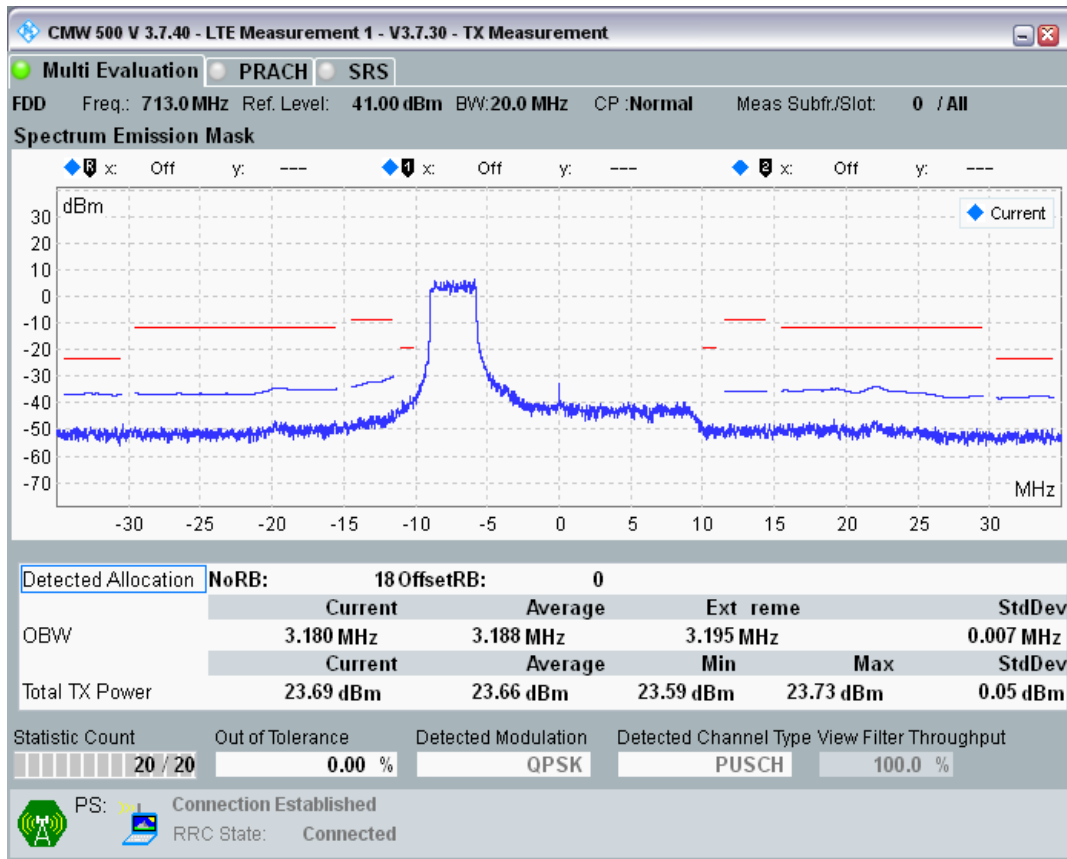 CMW 500 V 3.7.40 - LTE Measurement 1 - V3.7.30 - TX Measurement
Multi Evaluation PRACH SRS
FDD Freq.: 713.0 MHz Ref. Level: 41.00 dBm BW:20.0 MHz CP :Normal Meas Subfr./Slot: 0 / All
Spectrum Emission Mask
R x: Off y: --- 1 x: Off y: --- 2 x: Off y: ---
dBm
Current
30
20
10
0
-10
-20
-30
-40
-50
-60
-70
MHz
-30 -25 -20 -15 -10 -5 0 5 10 15 20 25 30
Detected Allocation NoRB: 18 OffsetRB: 0
Current Average Ext reme StdDev
OBW 3.180 MHz 3.188 MHz 3.195 MHz 0.007 MHz
Current Average Min Max StdDev
Total TX Power 23.69 dBm 23.66 dBm 23.59 dBm 23.73 dBm 0.05 dBm
Statistic Count Out of Tolerance Detected Modulation Detected Channel Type View Filter Throughput
20 / 20 0.00 % QPSK PUSCH 100.0 %
PS: Connection Established
RRC State: Connected